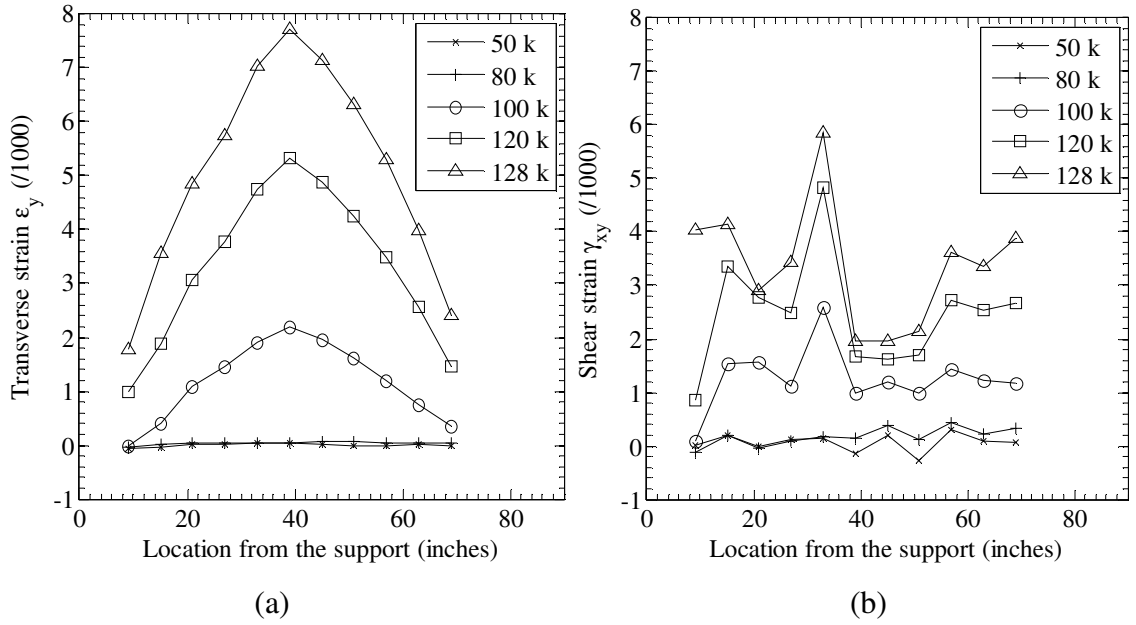 8
7
6
5
4
3
2
1
0
-1
Transverse strain ε_y (/1000)
50 k
80 k
100 k
120 k
128 k
0 20 40 60 80
Location from the support (inches)
(a)
8
7
6
5
4
3
2
1
0
-1
Shear strain γ_xy (/1000)
50 k
80 k
100 k
120 k
128 k
0 20 40 60 80
Location from the support (inches)
(b)